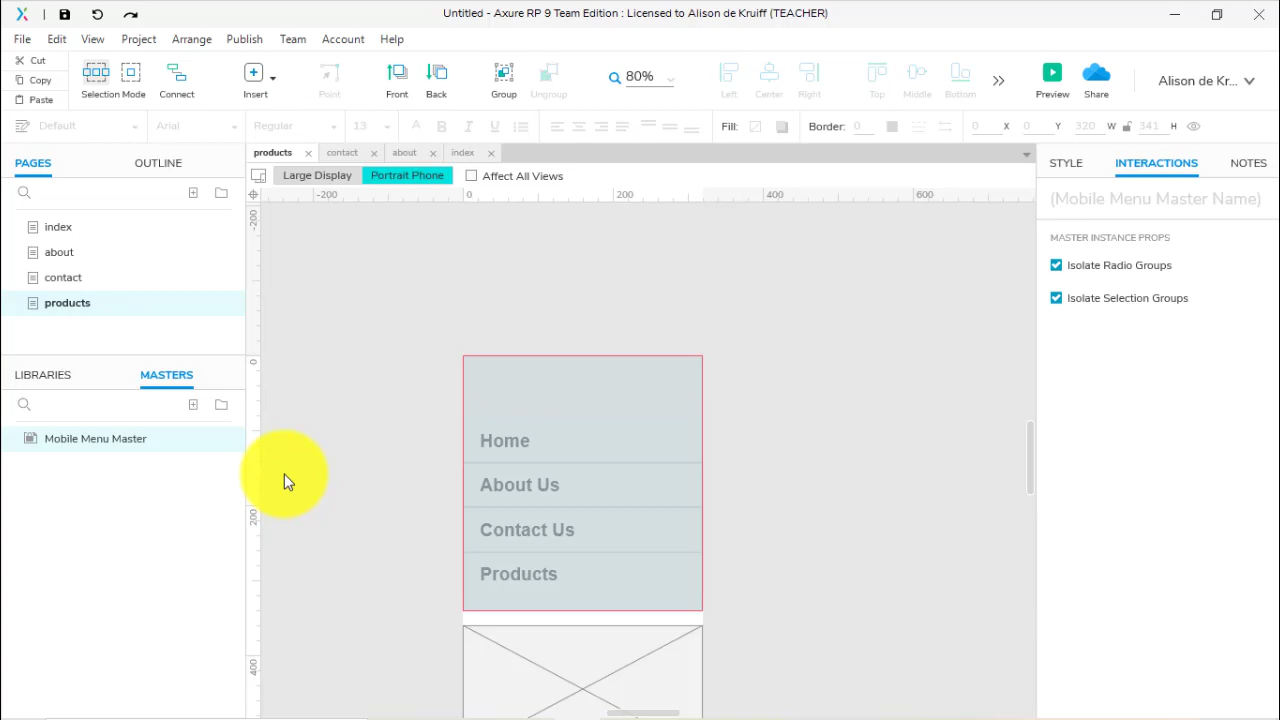 Untitled - Axure RP 9 Team Edition : Licensed to Alison de Kruiff (TEACHER)
File Edit View Project Arrange Publish Team Account Help
Cut
Copy
Paste
Selection Mode Connect Insert Point Front Back Group Ungroup 80% Left Center Right Top Middle Bottom Preview Share Alison de Kr...
Default Arial Regular 13 Fill: Border: 0 0 X 0 Y 320 W 341 H
PAGES OUTLINE
index
about
contact
products
LIBRARIES MASTERS
Mobile Menu Master
products contact about index
Large Display Portrait Phone Affect All Views
-200 0 200 400 600
-200
0
200
400
Home
About Us
Contact Us
Products
STYLE INTERACTIONS NOTES
(Mobile Menu Master Name)
MASTER INSTANCE PROPS
Isolate Radio Groups
Isolate Selection Groups